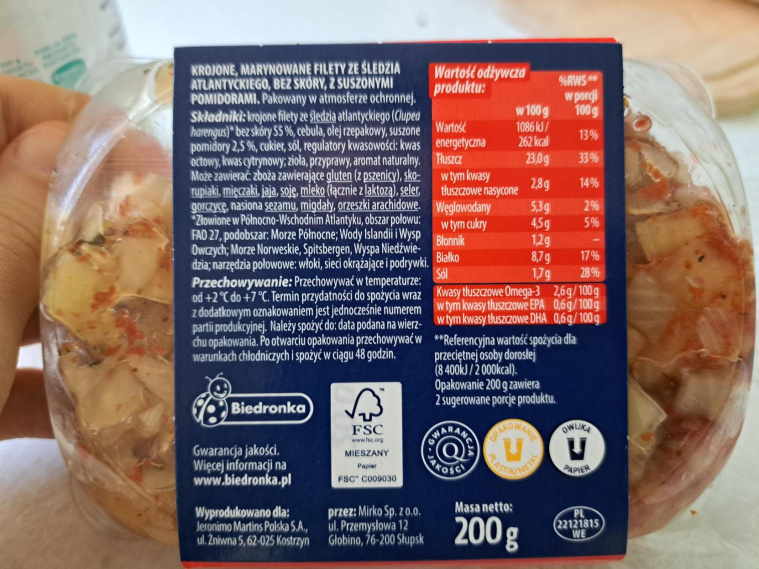 KROJONE, MARYNOWANE FILETY ZE ŚLEDZIA
ATLANTYCKIEGO, BEZ SKÓRY, Z SUSZONYMI
POMIDORAMI. Pakowany w atmosferze ochronnej.
Składniki: krojone filety ze śledzia atlantyckiego (Clupea
harengus)* bez skóry 55 %, cebula, olej rzepakowy, suszone
pomidory 2,5 %, cukier, sól, regulatory kwasowości: kwas
octowy, kwas cytrynowy; zioła, przyprawy, aromat naturalny.
Może zawierać: zboża zawierające gluten (z pszenicy), sko-
rupiaki, mięczaki, jaja, soję, mleko (łącznie z laktozą), seler,
gorczycę, nasiona sezamu, migdały, orzeszki arachidowe.
*Złowione w Północno-Wschodnim Atlantyku, obszar połowu:
FAO 27, podobszar: Morze Północne; Wody Islandii i Wysp
Owczych; Morze Norweskie, Spitsbergen, Wyspa Niedźwie-
dzia; narzędzia połowowe: włoki, sieci okrążające i podrywki.
Przechowywanie: Przechowywać w temperaturze:
od +2 °C do +7 °C. Termin przydatności do spożycia wraz
z dodatkowym oznakowaniem jest jednocześnie numerem
partii produkcyjnej. Należy spożyć do: data podana na wierz-
chu opakowania. Po otwarciu opakowania przechowywać w
warunkach chłodniczych i spożyć w ciągu 48 godzin.
Wartość odżywcza
produktu:
%RWS**
w porcji
w 100 g 100 g
Wartość
energetyczna
1086 kJ /
262 kcal
13 %
Tłuszcz 23,0 g 33 %
w tym kwasy
tłuszczowe nasycone 2,8 g 14 %
Węglowodany 5,3 g 2 %
w tym cukry 4,5 g 5 %
Błonnik 1,2 g –
Białko 8,7 g 17 %
Sól 1,7 g 28 %
Kwasy tłuszczowe Omega-3 2,6 g / 100 g
w tym kwasy tłuszczowe EPA 0,6 g / 100 g
w tym kwasy tłuszczowe DHA 0,6 g / 100 g
**Referencyjna wartość spożycia dla
przeciętnej osoby dorosłej
(8 400kJ / 2 000kcal).
Opakowanie 200 g zawiera
2 sugerowane porcje produktu.
Biedronka
Gwarancja jakości.
Więcej informacji na
www.biedronka.pl
FSC
www.fsc.org
MIESZANY
Papier
FSC™ C009030
GWARANCJA
JAKOŚCI
OPAKOWANIE
PLASTIK/METAL
OWIJKA
PAPIER
Wyprodukowano dla:
Jeronimo Martins Polska S.A.,
ul. Żniwna 5, 62-025 Kostrzyn
przez: Mirko Sp. z o.o.
ul. Przemysłowa 12
Głobino, 76-200 Słupsk
Masa netto:
200 g
PL
22121815
WE